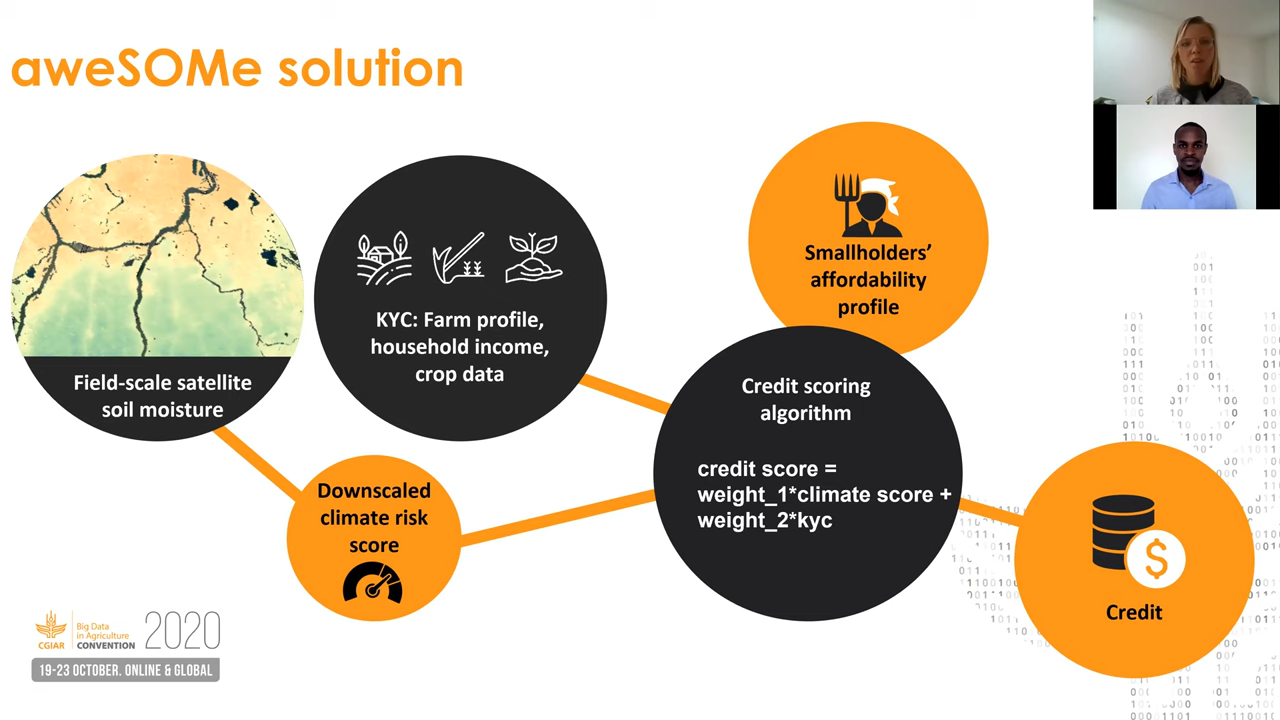 aweSOMe solution
Field-scale satellite
soil moisture
KYC: Farm profile,
household income,
crop data
Downscaled
climate risk
score
Smallholders’
affordability
profile
Credit scoring
algorithm
credit score =
weight_1*climate score +
weight_2*kyc
$
Credit
CGIAR
Big Data
in Agriculture
CONVENTION
2020
19-23 OCTOBER. ONLINE & GLOBAL